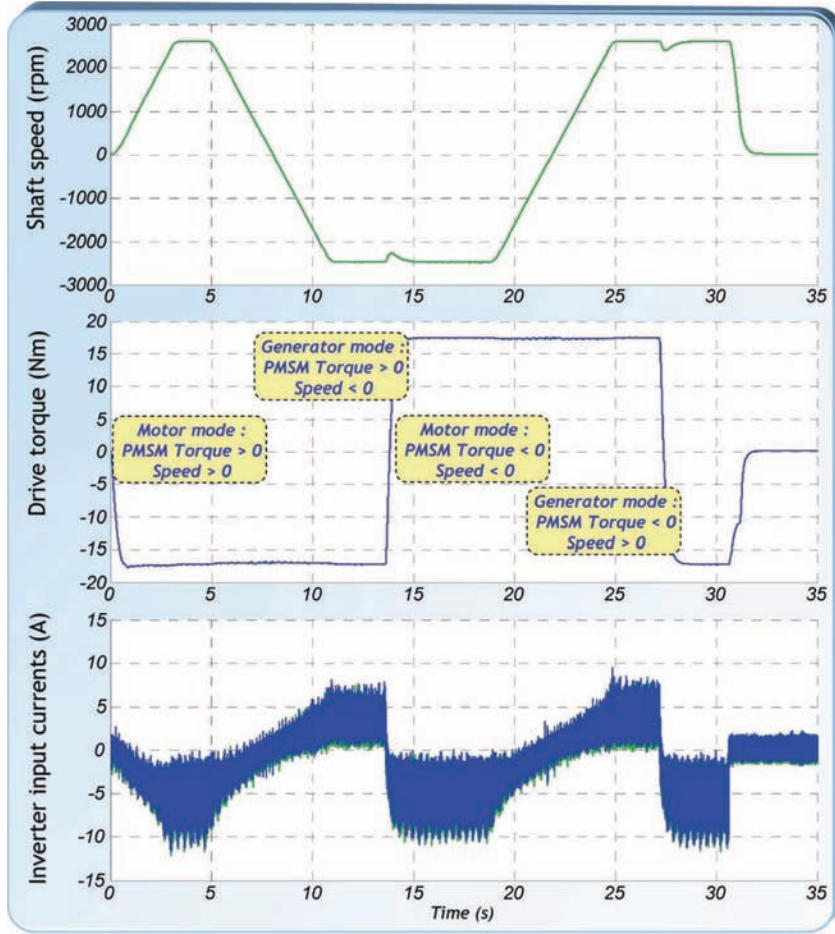 Shaft speed (rpm)
3000
2000
1000
0
-1000
-2000
-3000
0 5 10 15 20 25 30 35
Drive torque (Nm)
20
15
10
5
0
-5
-10
-15
-20
Generator mode :
PMSM Torque > 0
Speed < 0
Motor mode :
PMSM Torque > 0
Speed > 0
Motor mode :
PMSM Torque < 0
Speed < 0
Generator mode :
PMSM Torque < 0
Speed > 0
0 5 10 15 20 25 30 35
Inverter input currents (A)
15
10
5
0
-5
-10
-15
0 5 10 15 20 25 30 35
Time (s)